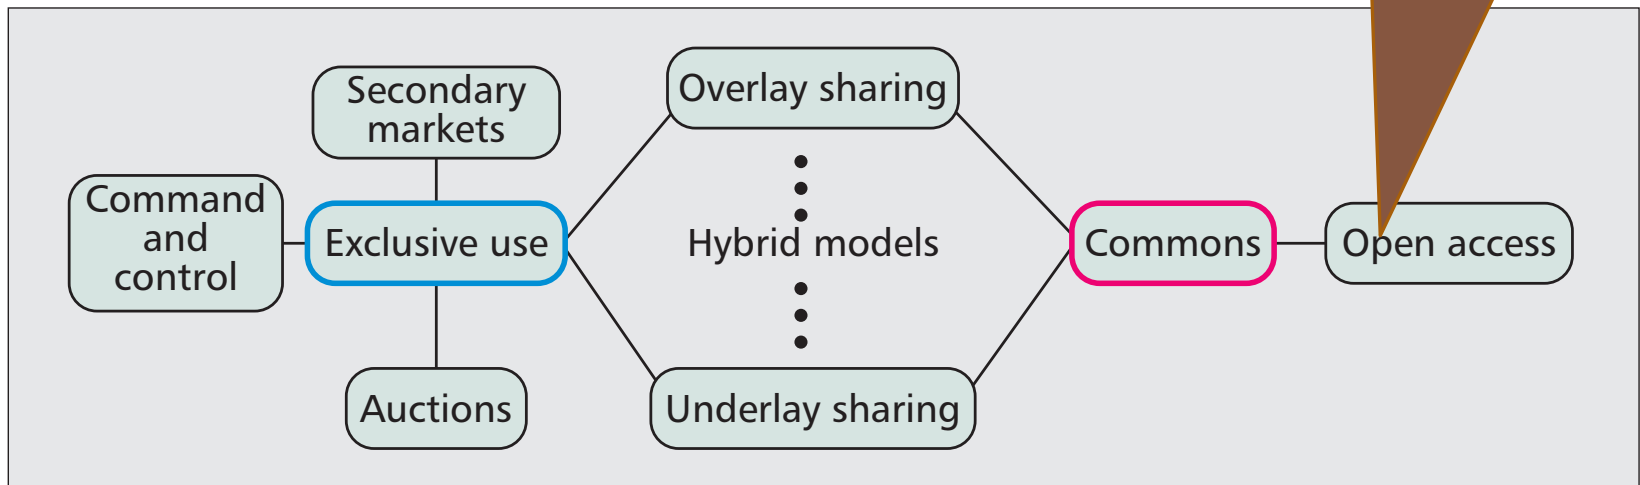 Secondary
markets
Overlay sharing
Command
and
control
Exclusive use
Hybrid models
Commons
Open access
Auctions
Underlay sharing